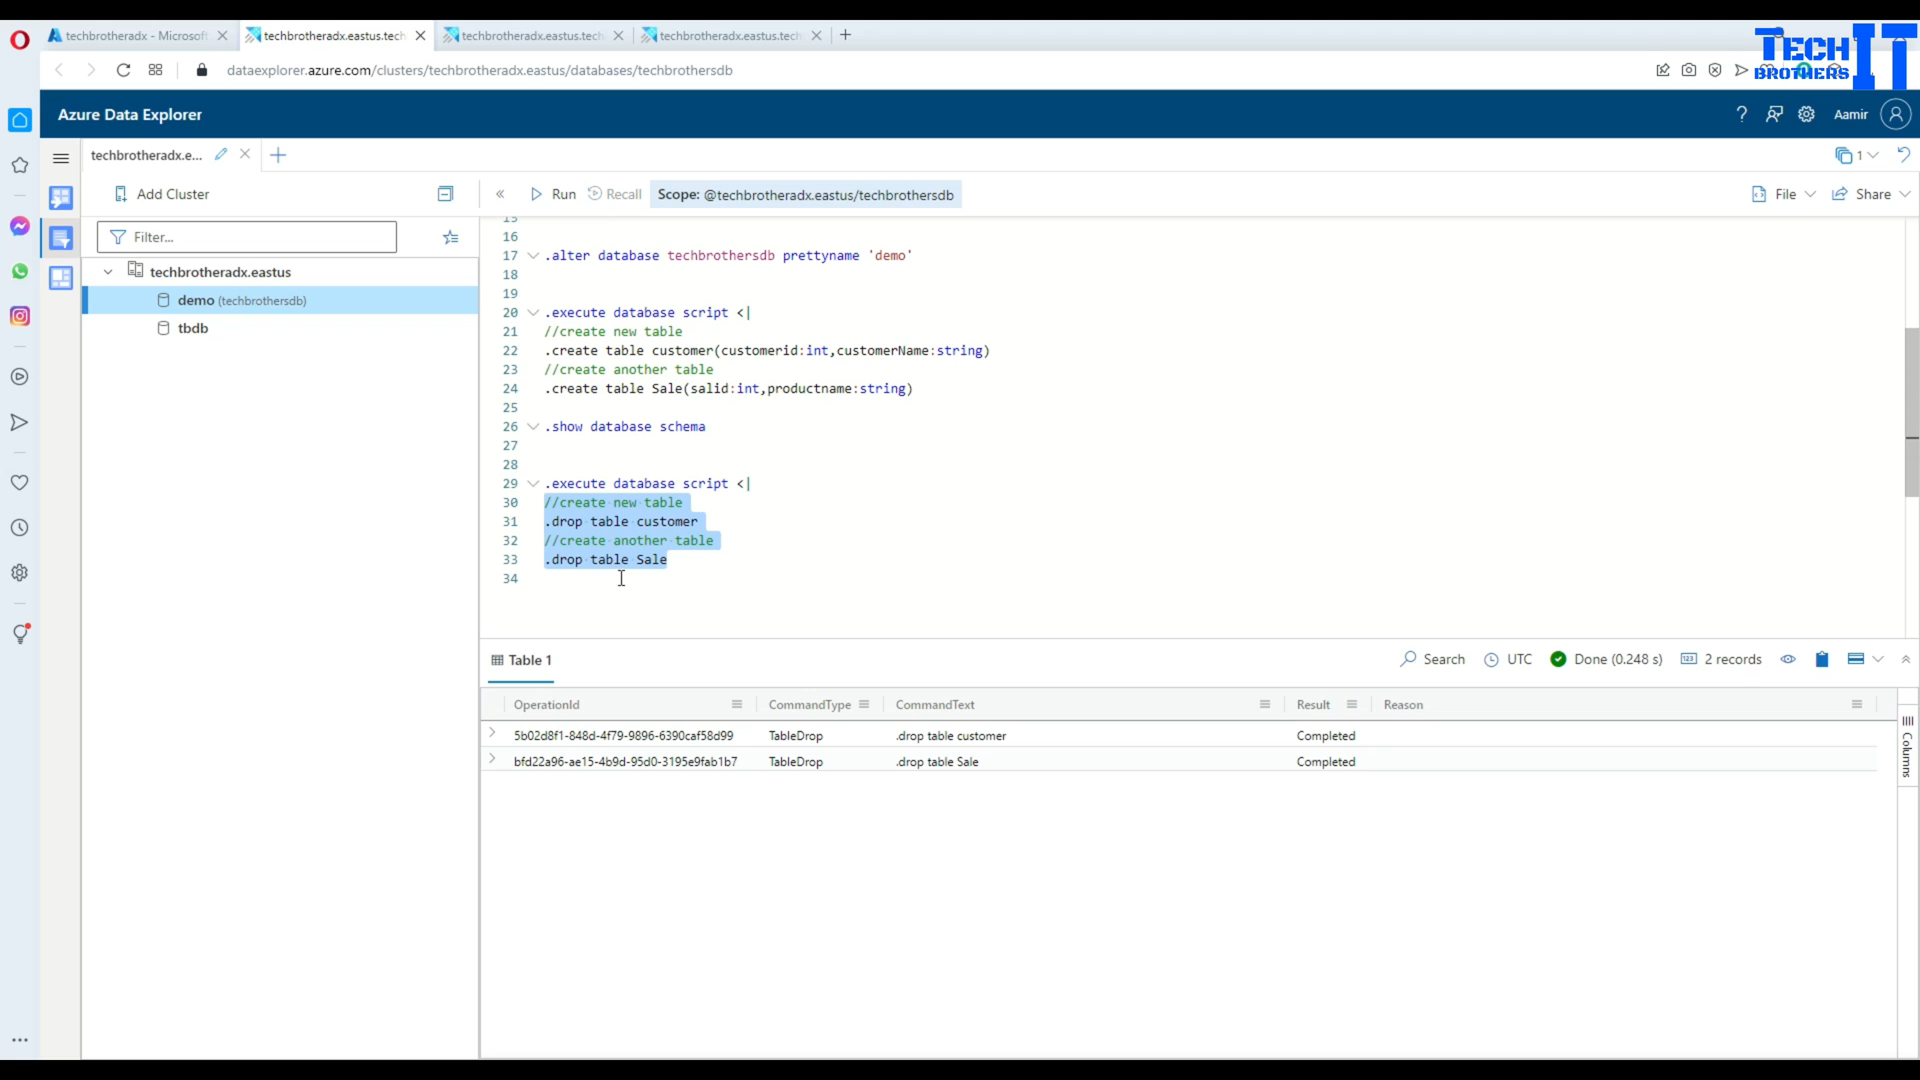 techbrotheradx - Microsoft
techbrotheradx.eastus.tech
techbrotheradx.eastus.tech
techbrotheradx.eastus.tech
TECH IT
BROTHERS
dataexplorer.azure.com/clusters/techbrotheradx.eastus/databases/techbrothersdb
Azure Data Explorer
Aamir
techbrotheradx.e...
1
Add Cluster
Run
Recall
Scope: @techbrotheradx.eastus/techbrothersdb
File
Share
Filter...
techbrotheradx.eastus
demo (techbrothersdb)
tbdb
15
16
17 .alter database techbrothersdb prettyname 'demo'
18
19
20 .execute database script <|
21 //create new table
22 .create table customer(customerid:int,customerName:string)
23 //create another table
24 .create table Sale(salid:int,productname:string)
25
26 .show database schema
27
28
29 .execute database script <|
30 //create new table
31 .drop table customer
32 //create another table
33 .drop table Sale
34
Table 1
Search
UTC
Done (0.248 s)
2 records
OperationId CommandType CommandText Result Reason
5b02d8f1-848d-4f79-9896-6390caf58d99 TableDrop .drop table customer Completed
bfd22a96-ae15-4b9d-95d0-3195e9fab1b7 TableDrop .drop table Sale Completed
Columns